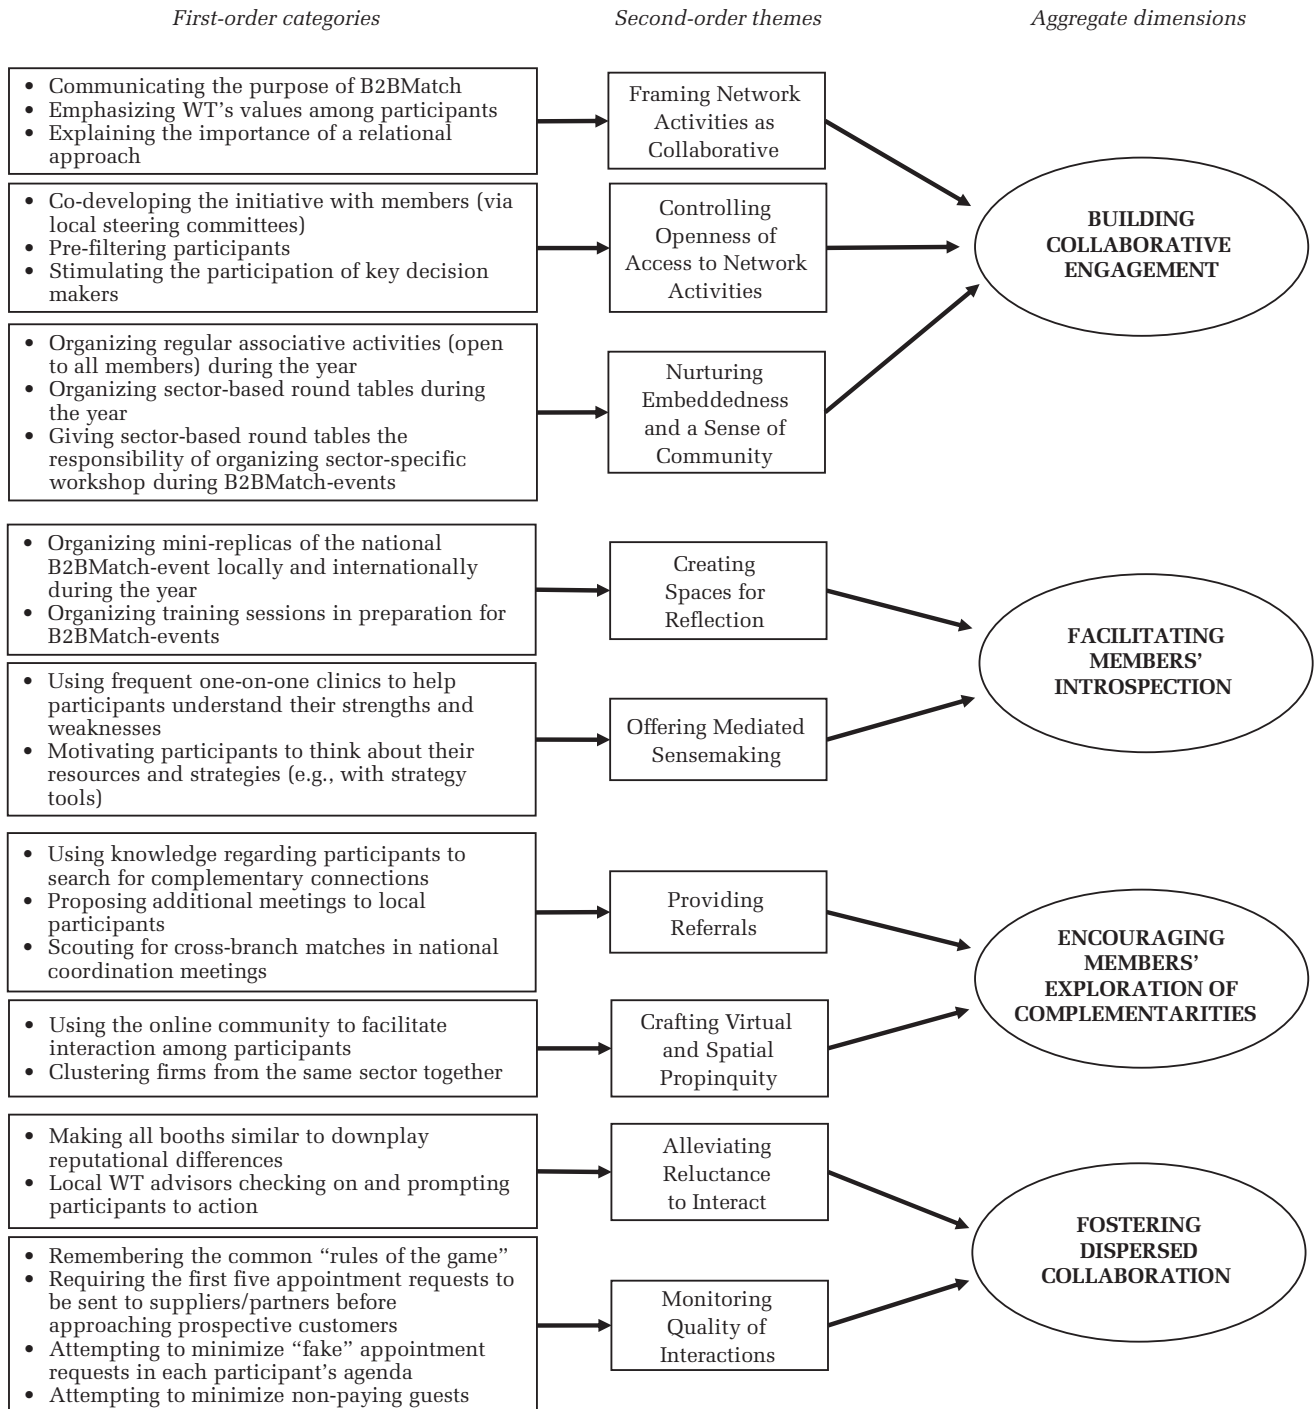 First-order categories
Second-order themes
Aggregate dimensions
• Communicating the purpose of B2BMatch
• Emphasizing WT's values among participants
• Explaining the importance of a relational
approach
Framing Network
Activities as
Collaborative
• Co-developing the initiative with members (via
local steering committees)
• Pre-filtering participants
• Stimulating the participation of key decision
makers
Controlling
Openness of
Access to Network
Activities
• Organizing regular associative activities (open
to all members) during the year
• Organizing sector-based round tables during
the year
• Giving sector-based round tables the
responsibility of organizing sector-specific
workshop during B2BMatch-events
Nurturing
Embeddedness
and a Sense of
Community
BUILDING
COLLABORATIVE
ENGAGEMENT
• Organizing mini-replicas of the national
B2BMatch-event locally and internationally
during the year
• Organizing training sessions in preparation for
B2BMatch-events
Creating
Spaces for
Reflection
• Using frequent one-on-one clinics to help
participants understand their strengths and
weaknesses
• Motivating participants to think about their
resources and strategies (e.g., with strategy
tools)
Offering Mediated
Sensemaking
FACILITATING
MEMBERS'
INTROSPECTION
• Using knowledge regarding participants to
search for complementary connections
• Proposing additional meetings to local
participants
• Scouting for cross-branch matches in national
coordination meetings
Providing
Referrals
• Using the online community to facilitate
interaction among participants
• Clustering firms from the same sector together
Crafting Virtual
and Spatial
Propinquity
ENCOURAGING
MEMBERS'
EXPLORATION OF
COMPLEMENTARITIES
• Making all booths similar to downplay
reputational differences
• Local WT advisors checking on and prompting
participants to action
Alleviating
Reluctance
to Interact
• Remembering the common "rules of the game"
• Requiring the first five appointment requests to
be sent to suppliers/partners before
approaching prospective customers
• Attempting to minimize "fake" appointment
requests in each participant's agenda
• Attempting to minimize non-paying guests
Monitoring
Quality of
Interactions
FOSTERING
DISPERSED
COLLABORATION